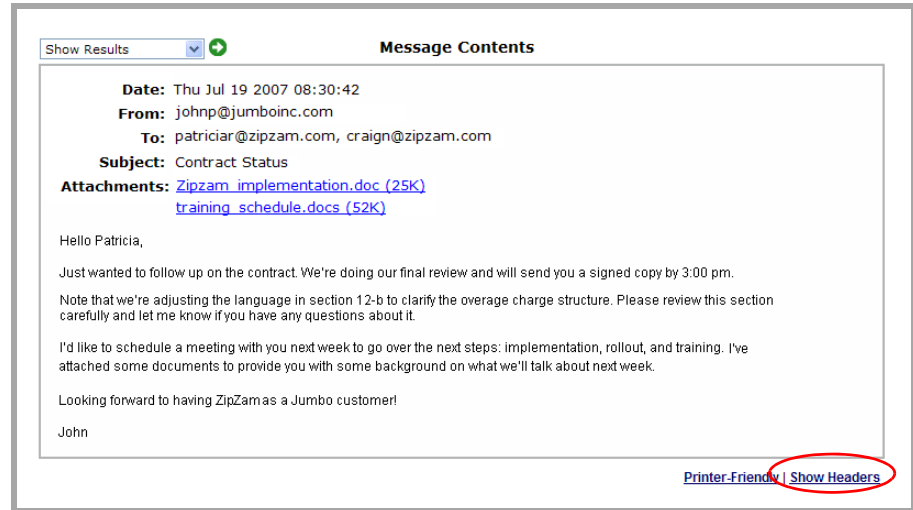 Show Results
Message Contents
Date: Thu Jul 19 2007 08:30:42
From: johnp@jumboinc.com
To: patriciar@zipzam.com, craign@zipzam.com
Subject: Contract Status
Attachments: Zipzam_implementation.doc (25K)
training_schedule.docs (52K)
Hello Patricia,
Just wanted to follow up on the contract. We're doing our final review and will send you a signed copy by 3:00 pm.
Note that we're adjusting the language in section 12-b to clarify the overage charge structure. Please review this section
carefully and let me know if you have any questions about it.
I'd like to schedule a meeting with you next week to go over the next steps: implementation, rollout, and training. I've
attached some documents to provide you with some background on what we'll talk about next week.
Looking forward to having ZipZam as a Jumbo customer!
John
Printer-Friendly | Show Headers